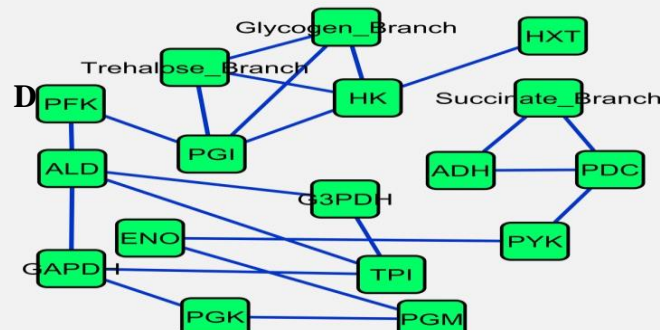 Glycogen_Branch
HXT
Trehalose_Branch
D
PFK
HK
Succinate_Branch
PGI
ALD
ADH
PDC
G3PDH
ENO
PYK
GAPDH
TPI
PGK
PGM